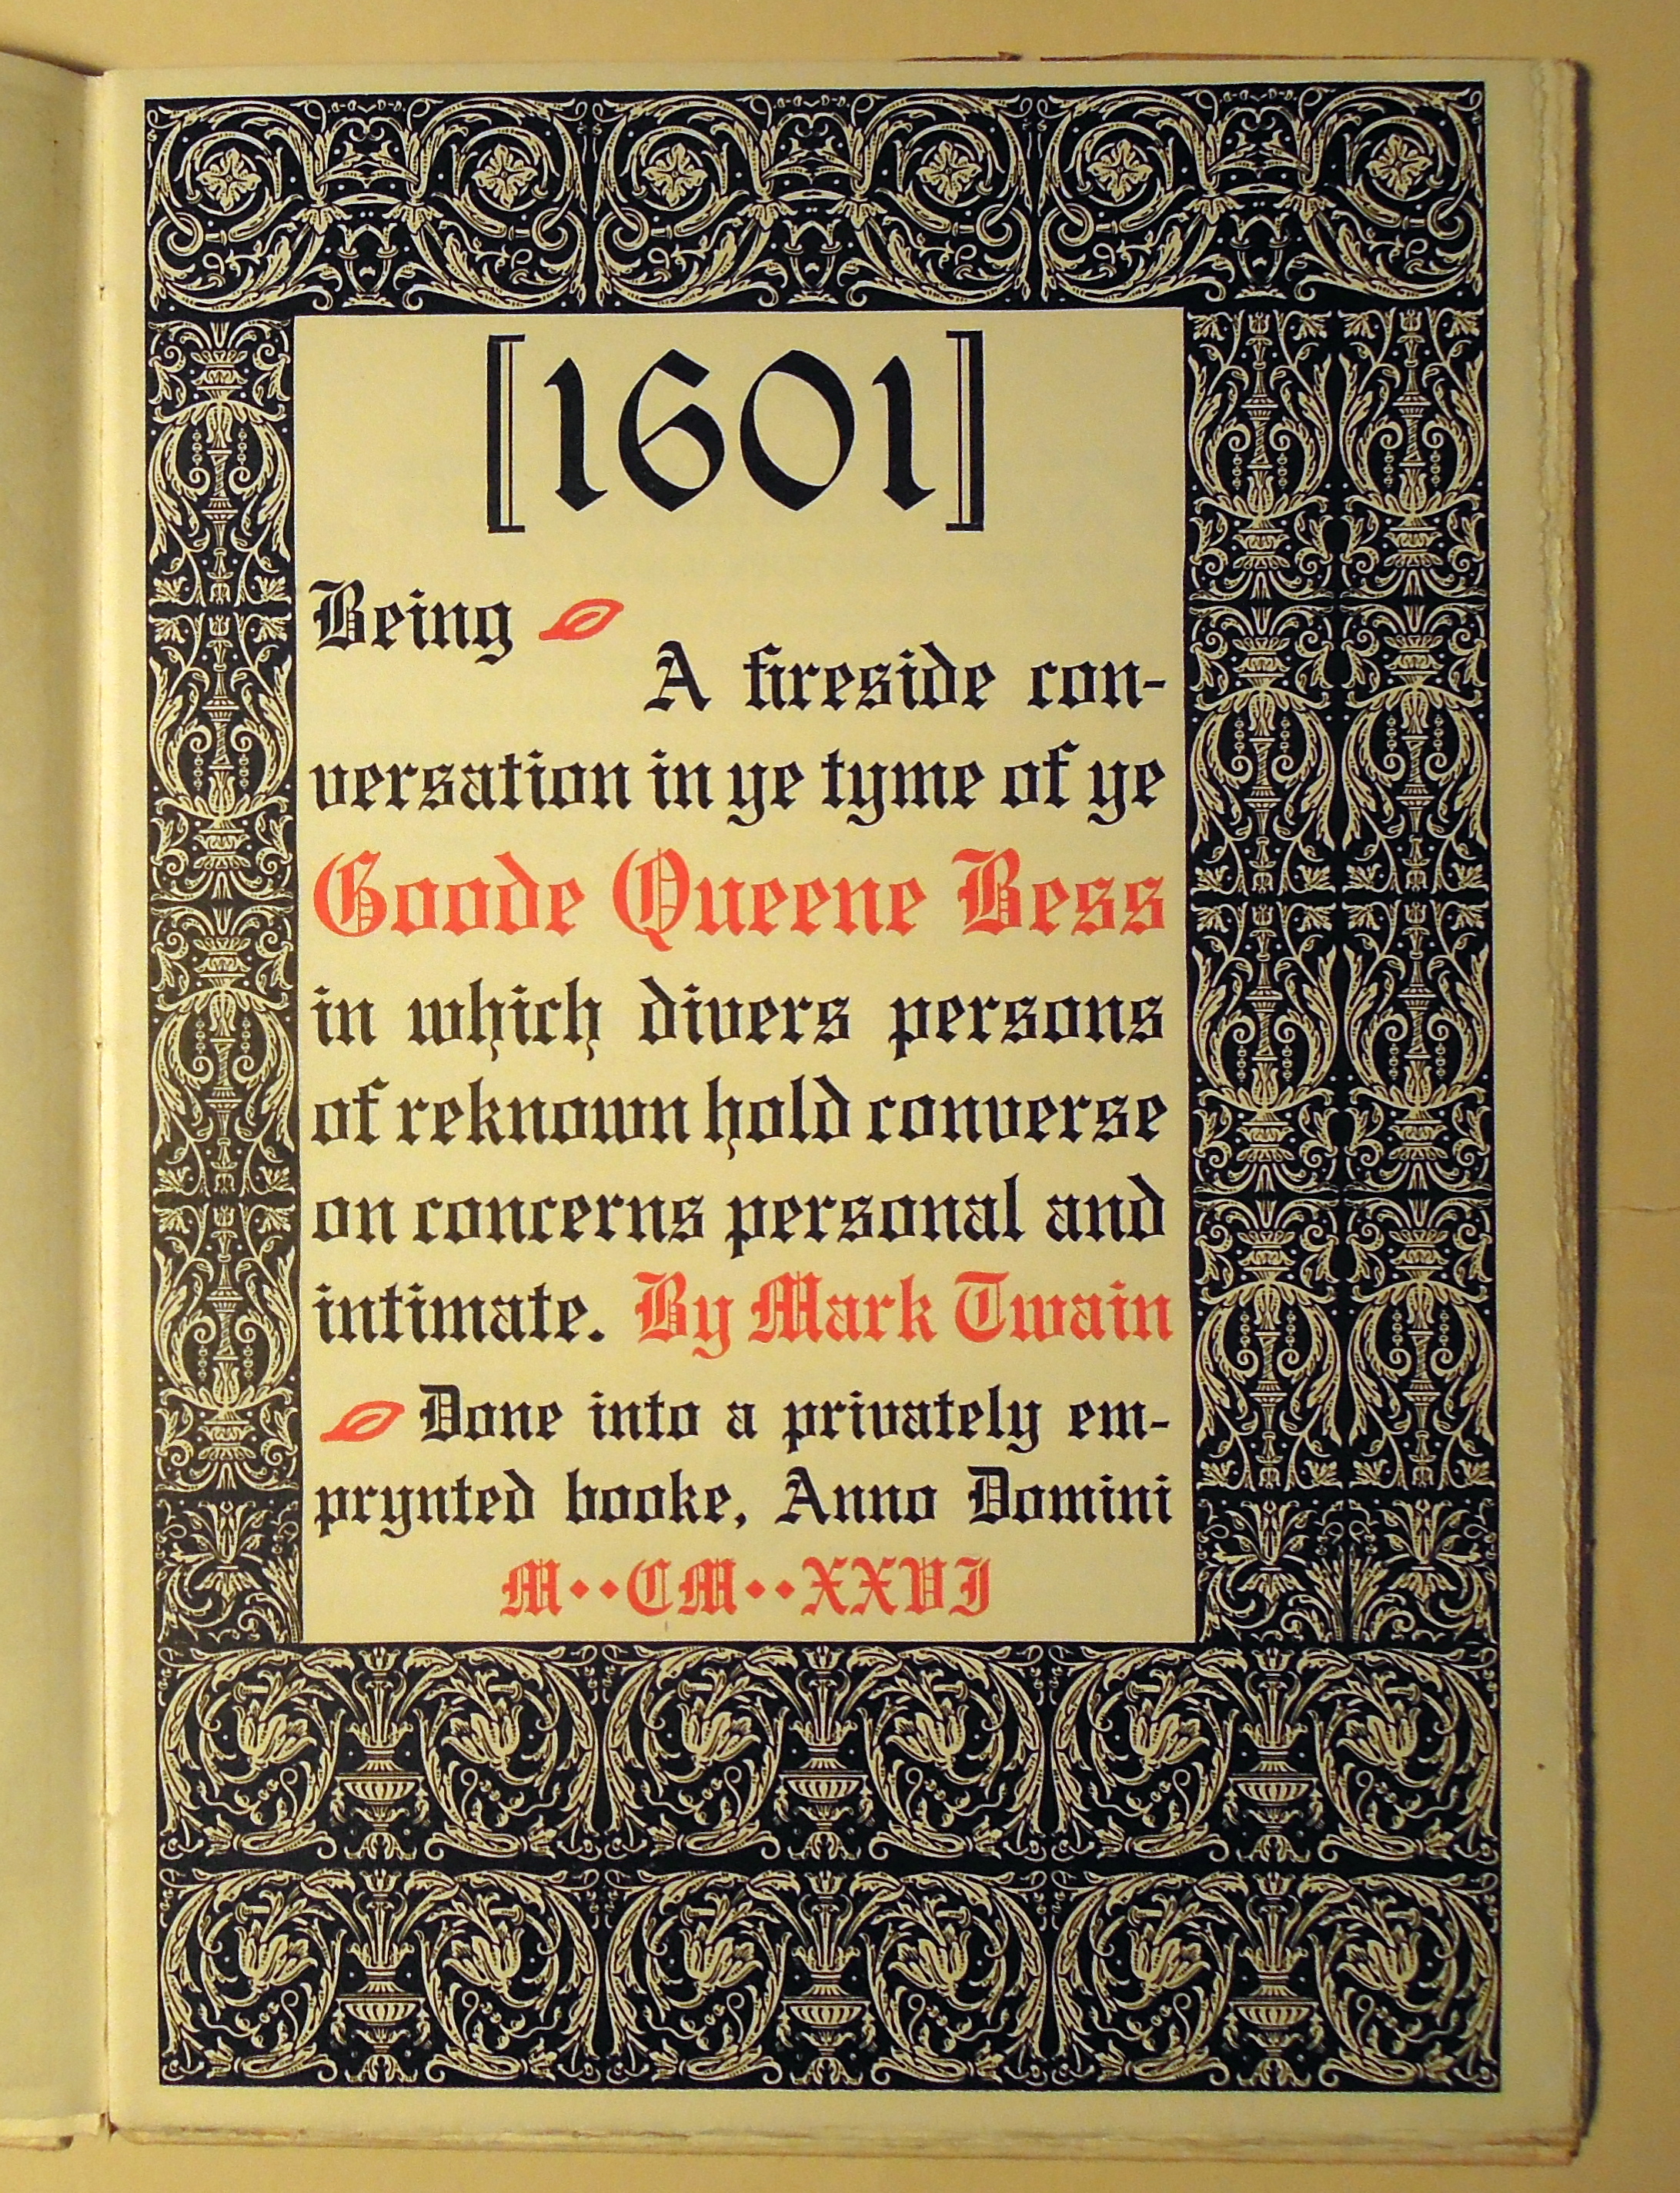 [1601]
Being
A fireside con-
versation in ye tyme of ye
Goode Queene Bess
in which divers persons
of reknown hold converse
on concerns personal and
intimate. By Mark Twain
Done into a privately em-
prynted booke, Anno Domini
M··CM··XXVI